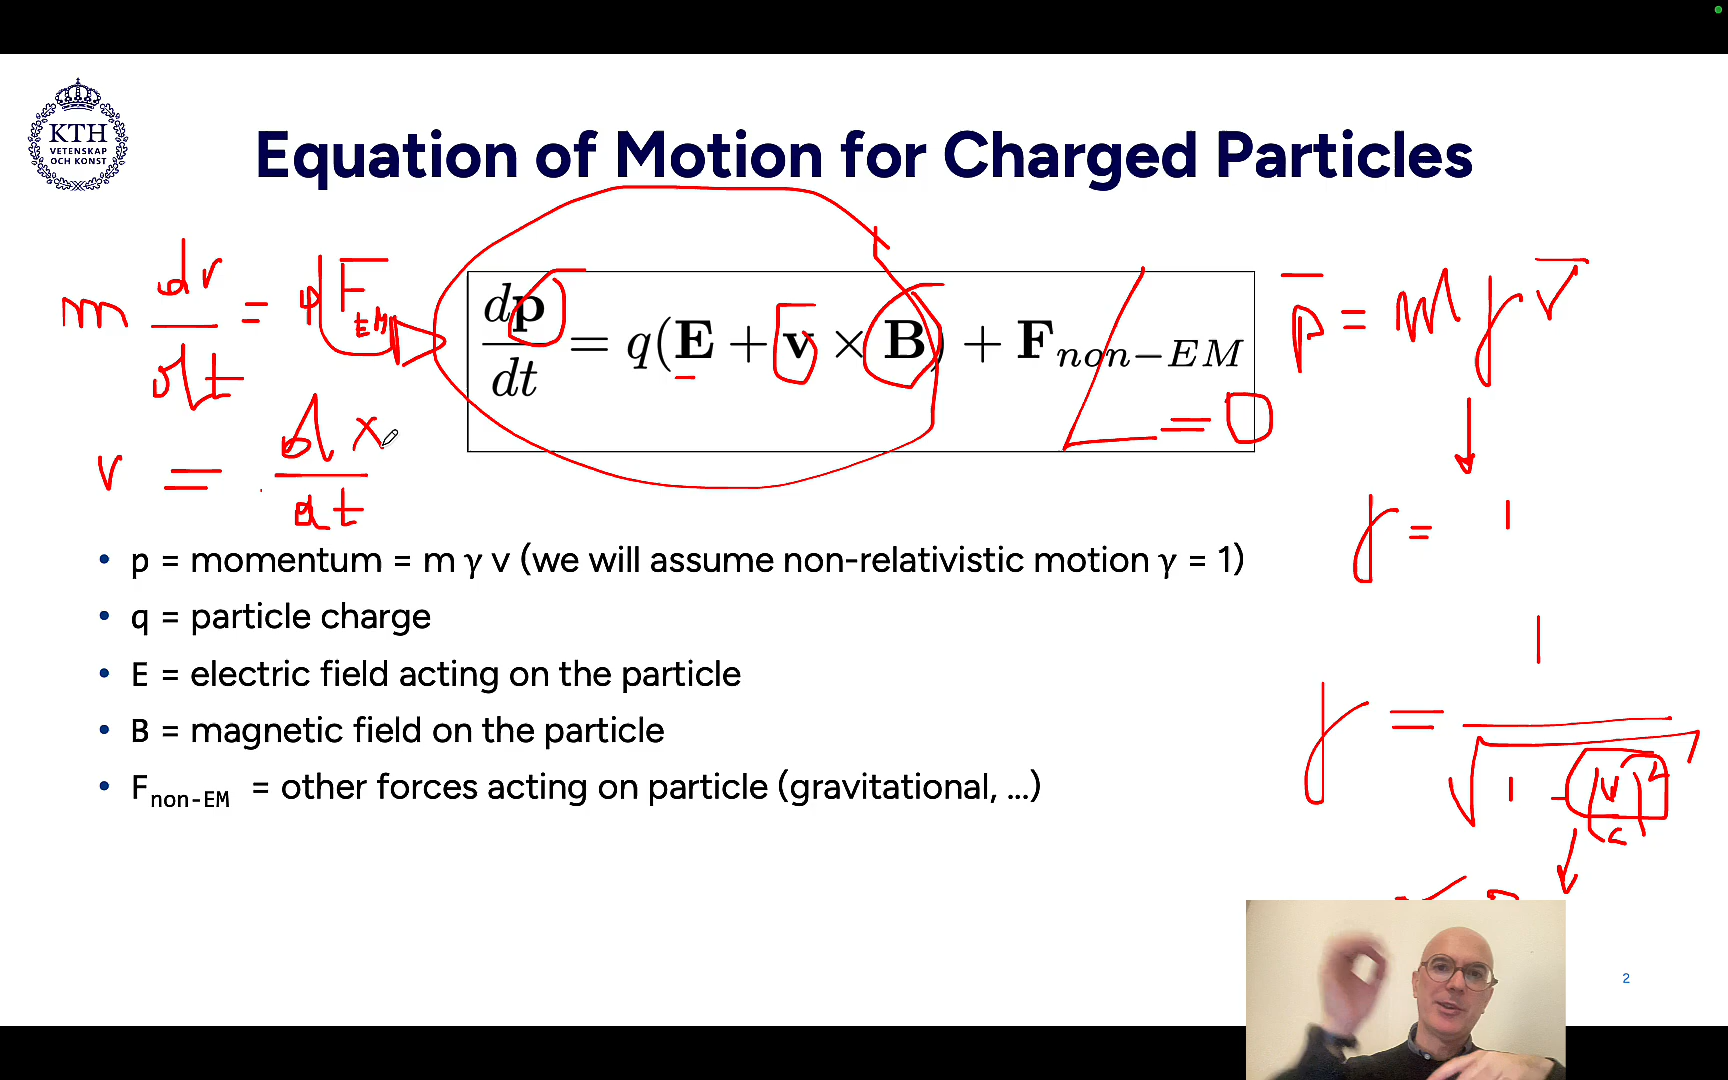 KTH
VETENSKAP
OCH KONST
Equation of Motion for Charged Particles
m dv/dt = F_EM
dp/dt = q(E + v × B) + F_non−EM
= 0
p = m γ v
v = dx/dt
γ = 1
• p = momentum = m γ v (we will assume non-relativistic motion γ = 1)
• q = particle charge
• E = electric field acting on the particle
• B = magnetic field on the particle
• F_non-EM = other forces acting on particle (gravitational, ...)
γ = 1/√(1 - (v/c)²)
2